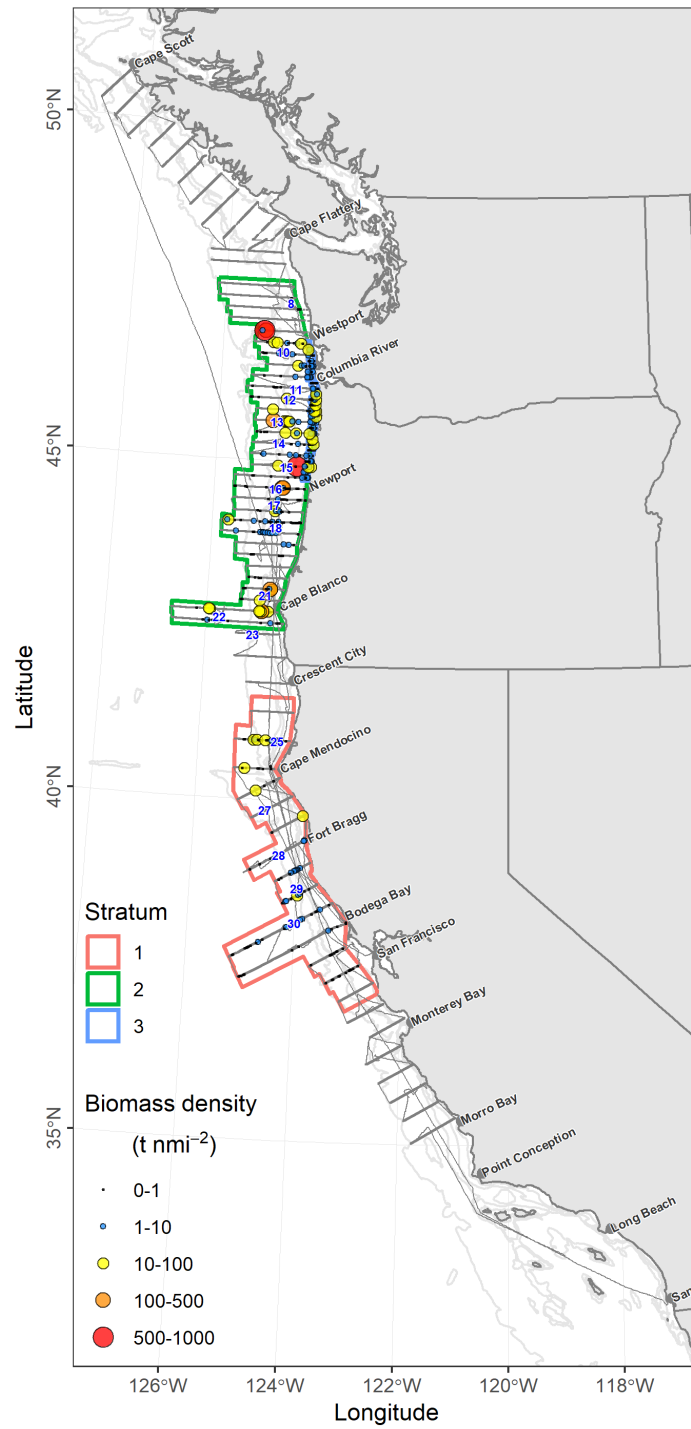 Cape Scott
50°N
Cape Flattery
8
Westport
10
Columbia River
11
12
13
45°N
14
15
Newport
16
17
18
21
Cape Blanco
22
23
Crescent City
Latitude
25
Cape Mendocino
40°N
27
Fort Bragg
28
29
Bodega Bay
Stratum
30
1
San Francisco
2
3
Monterey Bay
Biomass density
(t nmi−2)
35°N
Morro Bay
Point Conception
0-1
1-10
Long Beach
10-100
100-500
San
500-1000
126°W
124°W
122°W
120°W
118°W
Longitude